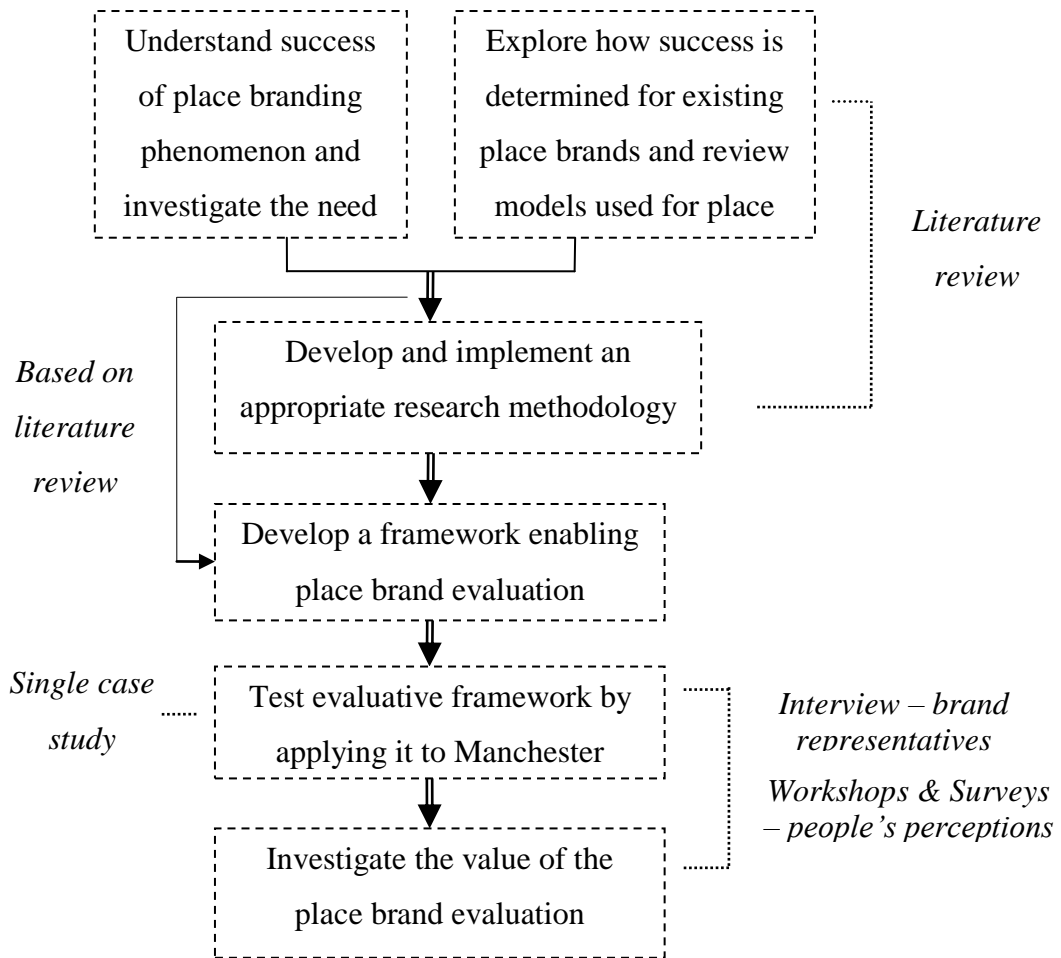 Understand success
of place branding
phenomenon and
investigate the need
Explore how success is
determined for existing
place brands and review
models used for place
Literature
review
Develop and implement an
appropriate research methodology
Based on
literature
review
Develop a framework enabling
place brand evaluation
Single case
study
Test evaluative framework by
applying it to Manchester
Interview – brand
representatives
Workshops & Surveys
– people’s perceptions
Investigate the value of the
place brand evaluation